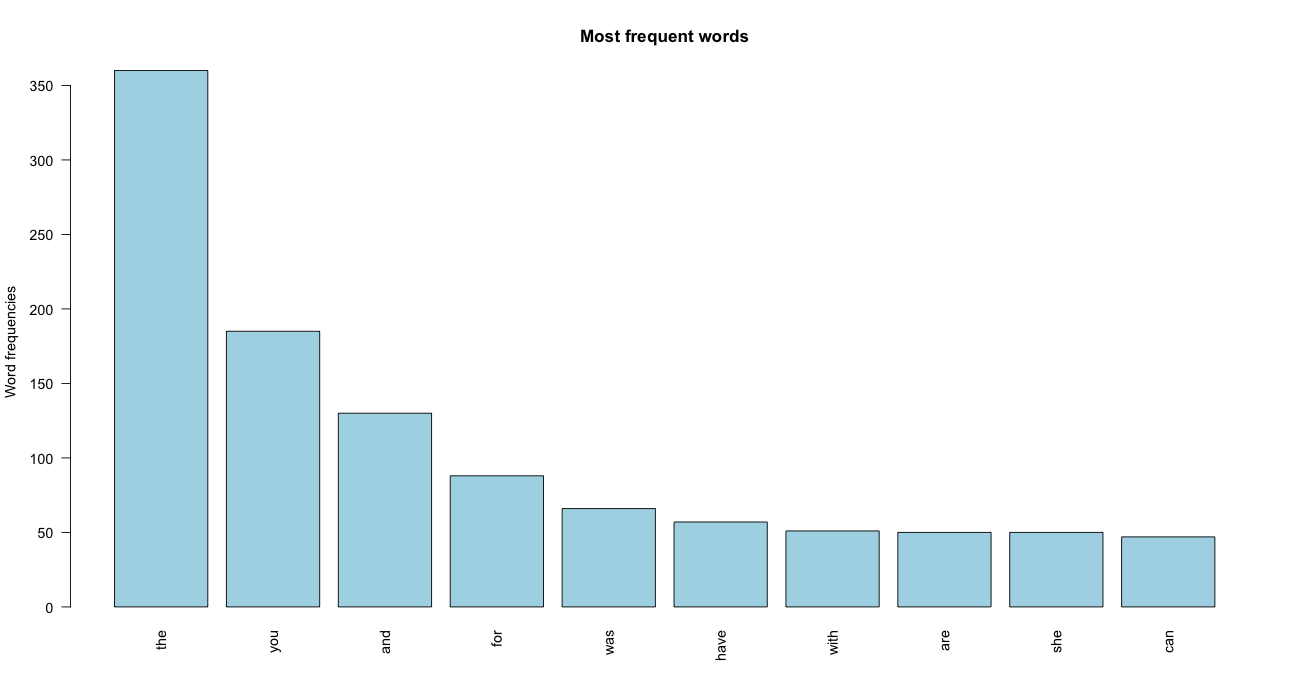 Most frequent words
Word frequencies
350
300
250
200
150
100
50
0
the
you
and
for
was
have
with
are
she
can